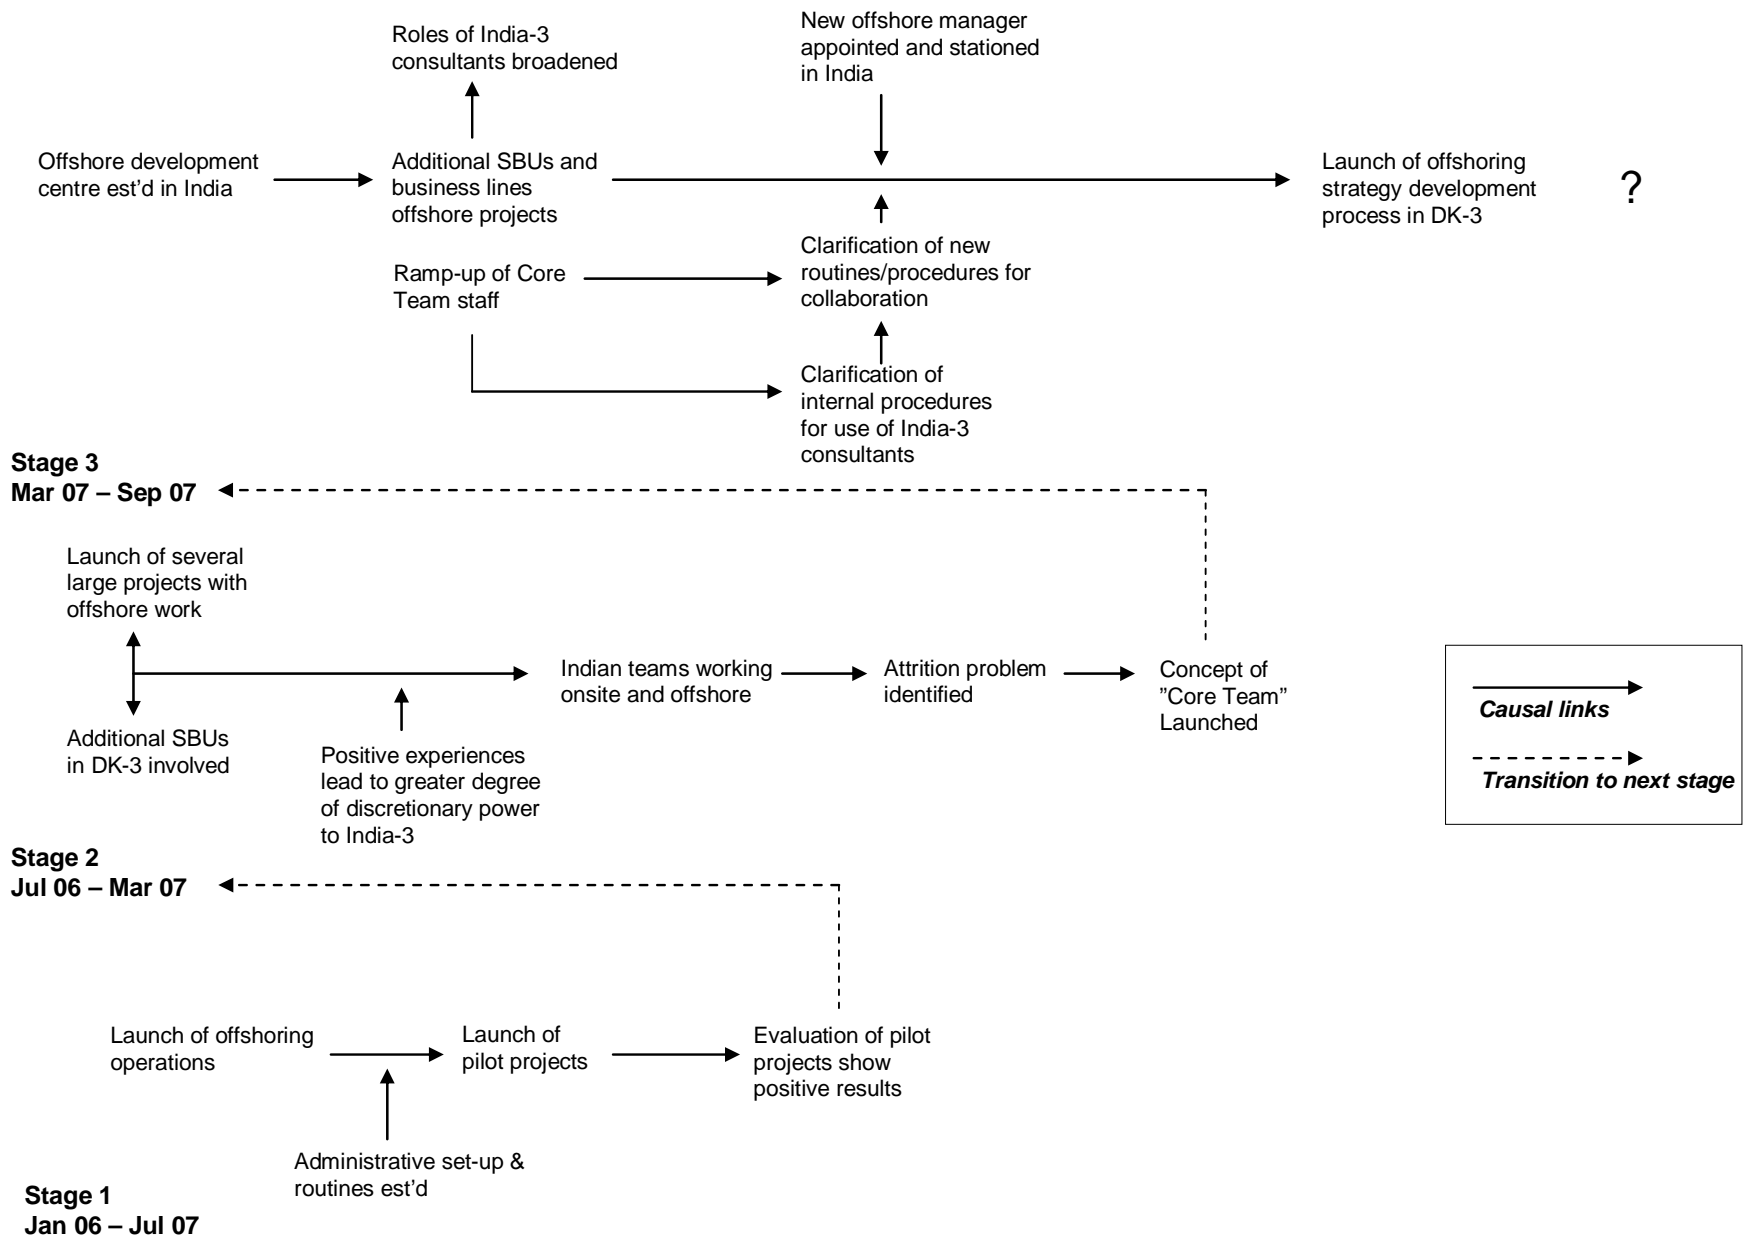 Roles of India-3
consultants broadened
New offshore manager
appointed and stationed
in India
Offshore development
centre est’d in India
Additional SBUs and
business lines
offshore projects
Launch of offshoring
strategy development
process in DK-3
?
Ramp-up of Core
Team staff
Clarification of new
routines/procedures for
collaboration
Clarification of
internal procedures
for use of India-3
consultants
Stage 3
Mar 07 – Sep 07
Launch of several
large projects with
offshore work
Indian teams working
onsite and offshore
Attrition problem
identified
Concept of
”Core Team”
Launched
Additional SBUs
in DK-3 involved
Positive experiences
lead to greater degree
of discretionary power
to India-3
Causal links
Transition to next stage
Stage 2
Jul 06 – Mar 07
Launch of offshoring
operations
Launch of
pilot projects
Evaluation of pilot
projects show
positive results
Administrative set-up &
routines est’d
Stage 1
Jan 06 – Jul 07